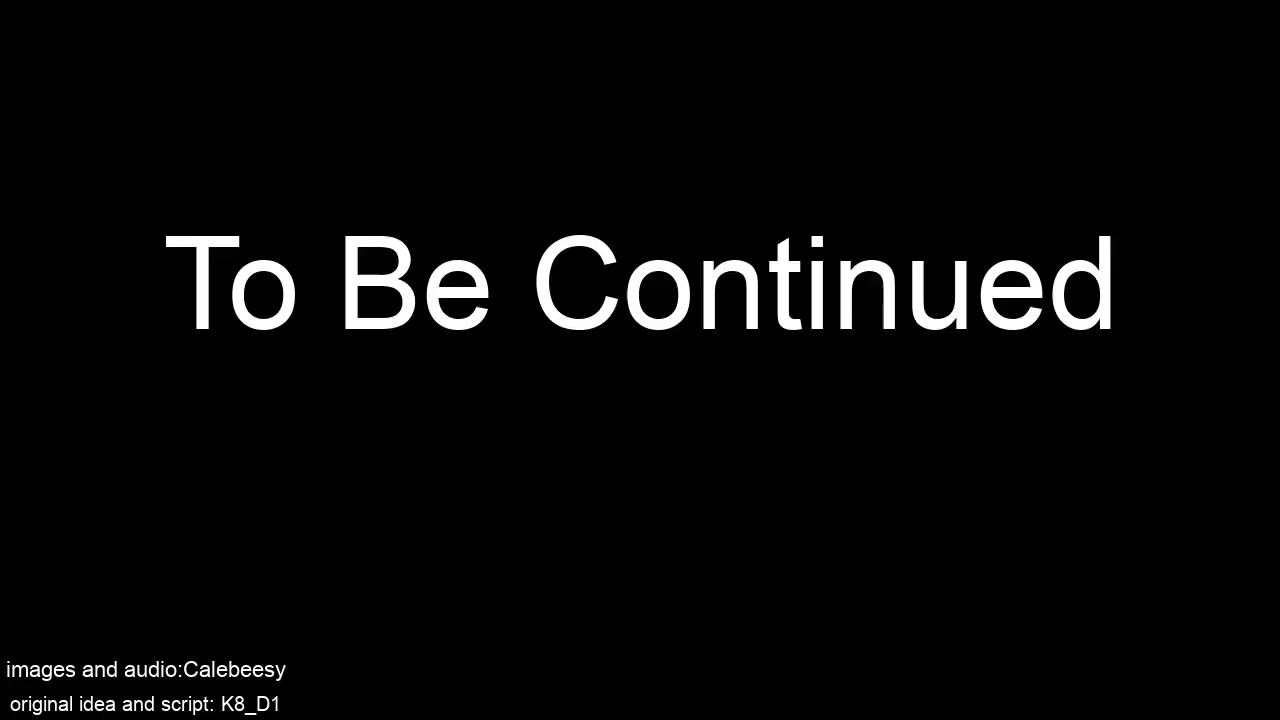 To Be Continued
images and audio:Calebeesy
original idea and script: K8_D1